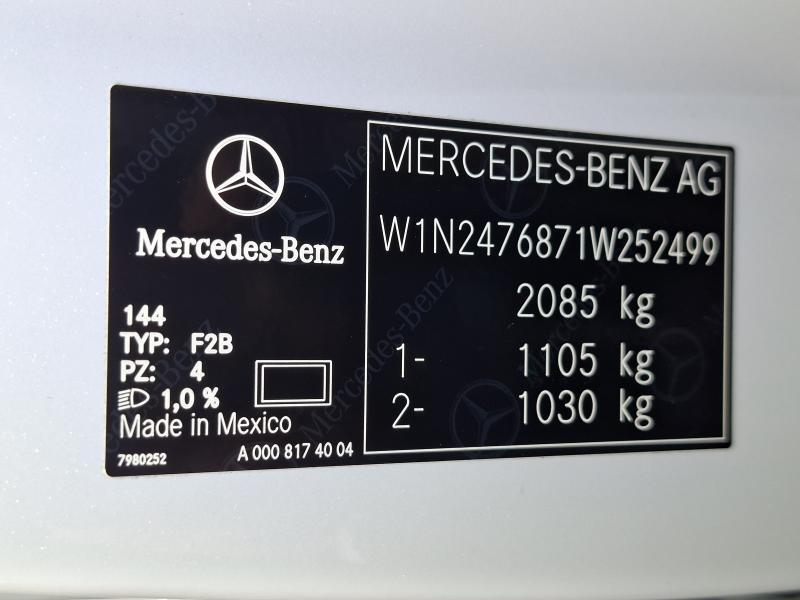 Mercedes-Benz
144
TYP: F2B
PZ: 4
1,0 %
Made in Mexico
7980252 A 000 817 40 04
MERCEDES-BENZ AG
W1N2476871W252499
2085 kg
1- 1105 kg
2- 1030 kg